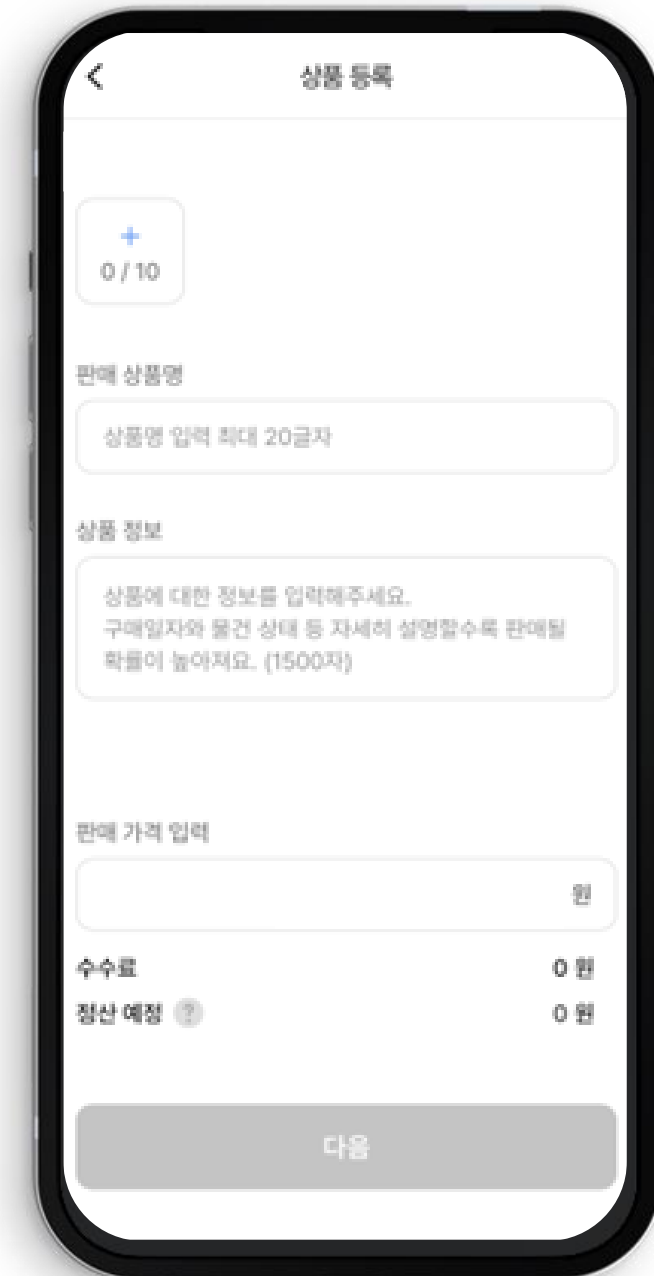 상품 등록
+
0 / 10
판매 상품명
상품명 입력 최대 20글자
상품 정보
상품에 대한 정보를 입력해주세요.
구매일자와 물건 상태 등 자세히 설명할수록 판매될
확률이 높아져요. (1500자)
판매 가격 입력
원
수수료 0 원
정산 예정 ? 0 원
다음